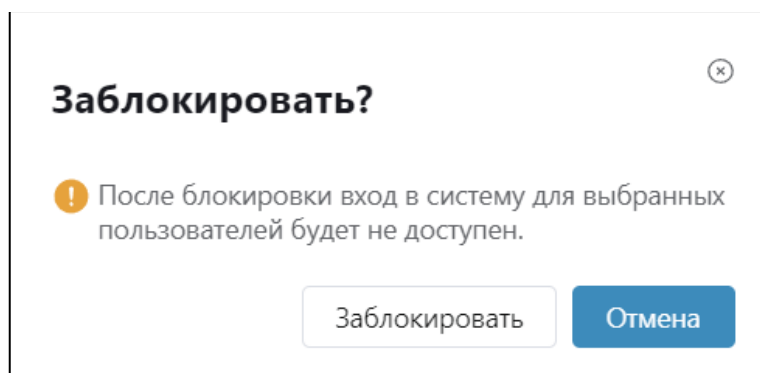 Заблокировать?
После блокировки вход в систему для выбранных
пользователей будет не доступен.
Заблокировать
Отмена